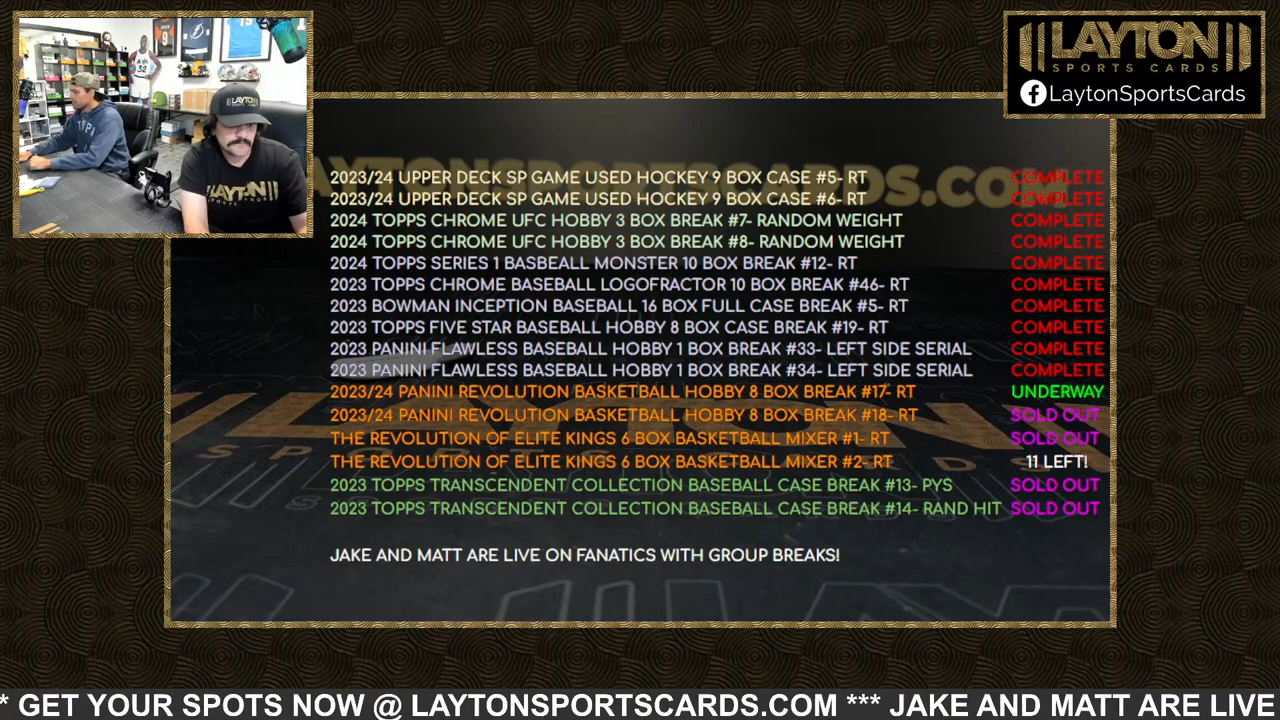 LAYTON
SPORTS CARDS
LaytonSportsCards
LAYTONSPORTSCARDS.COM
2023/24 UPPER DECK SP GAME USED HOCKEY 9 BOX CASE #5- RT COMPLETE
2023/24 UPPER DECK SP GAME USED HOCKEY 9 BOX CASE #6- RT COMPLETE
2024 TOPPS CHROME UFC HOBBY 3 BOX BREAK #7- RANDOM WEIGHT COMPLETE
2024 TOPPS CHROME UFC HOBBY 3 BOX BREAK #8- RANDOM WEIGHT COMPLETE
2024 TOPPS SERIES 1 BASBEALL MONSTER 10 BOX BREAK #12- RT COMPLETE
2023 TOPPS CHROME BASEBALL LOGOFRACTOR 10 BOX BREAK #46- RT COMPLETE
2023 BOWMAN INCEPTION BASEBALL 16 BOX FULL CASE BREAK #5- RT COMPLETE
2023 TOPPS FIVE STAR BASEBALL HOBBY 8 BOX CASE BREAK #19- RT COMPLETE
2023 PANINI FLAWLESS BASEBALL HOBBY 1 BOX BREAK #33- LEFT SIDE SERIAL COMPLETE
2023 PANINI FLAWLESS BASEBALL HOBBY 1 BOX BREAK #34- LEFT SIDE SERIAL COMPLETE
2023/24 PANINI REVOLUTION BASKETBALL HOBBY 8 BOX BREAK #17- RT UNDERWAY
2023/24 PANINI REVOLUTION BASKETBALL HOBBY 8 BOX BREAK #18- RT SOLD OUT
THE REVOLUTION OF ELITE KINGS 6 BOX BASKETBALL MIXER #1- RT SOLD OUT
THE REVOLUTION OF ELITE KINGS 6 BOX BASKETBALL MIXER #2- RT 11 LEFT!
2023 TOPPS TRANSCENDENT COLLECTION BASEBALL CASE BREAK #13- PYS SOLD OUT
2023 TOPPS TRANSCENDENT COLLECTION BASEBALL CASE BREAK #14- RAND HIT SOLD OUT
JAKE AND MATT ARE LIVE ON FANATICS WITH GROUP BREAKS!
* GET YOUR SPOTS NOW @ LAYTONSPORTSCARDS.COM *** JAKE AND MATT ARE LIVE